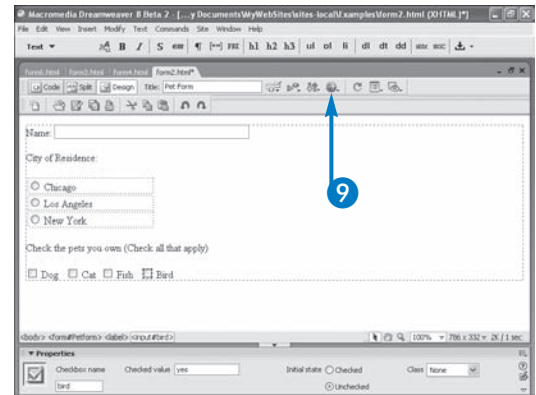 Macromedia Dreamweaver 8 Beta 2 - [...y Documents\MyWebSites\sites-local\Examples\form2.html (XHTML)*]
File Edit View Insert Modify Text Commands Site Window Help
Text B I S em ¶ [""] PRE h1 h2 h3 ul ol li dl dt dd
form1.html form3.html form4.html form2.html*
Code Split Design Title: Pet Form
Name:
City of Residence:
Chicago
Los Angeles
New York
9
Check the pets you own (Check all that apply)
Dog Cat Fish Bird
<body> <form#Petform> <label> <input#bird> 100% 786 x 332 2K / 1 sec
Properties
Checkbox name Checked value yes Initial state Checked Class None
bird Unchecked